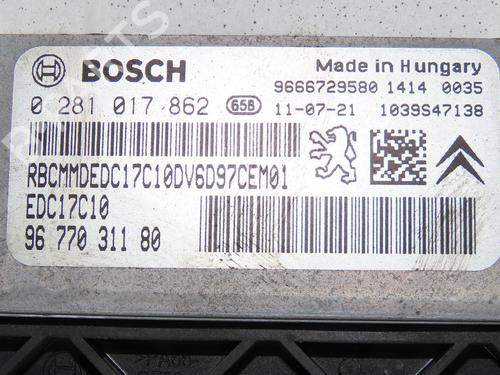 BOSCH
Made in Hungary
9666729580 1414 0035
0 281 017 862 65B 11-07-21 1039S47138
RBCMMDEDC17C10DV6D97CEM01
EDC17C10
96 770 311 80